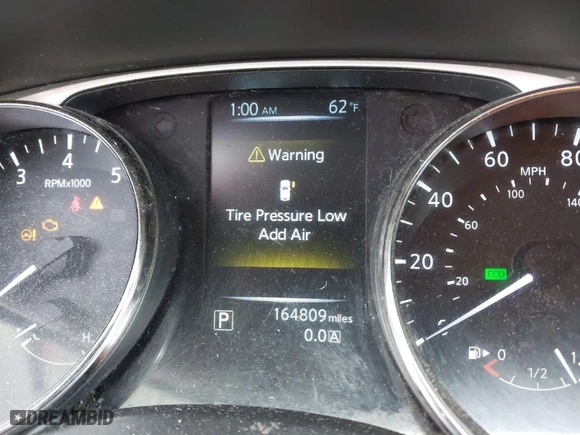 1:00 AM 62 °F
Warning
Tire Pressure Low
Add Air
P 164809 miles
0.0 A
3 4 5
RPMx1000
H
20 40 60 80
MPH
20 60 100 140
ECO
0 1/2 1
DREAMBID